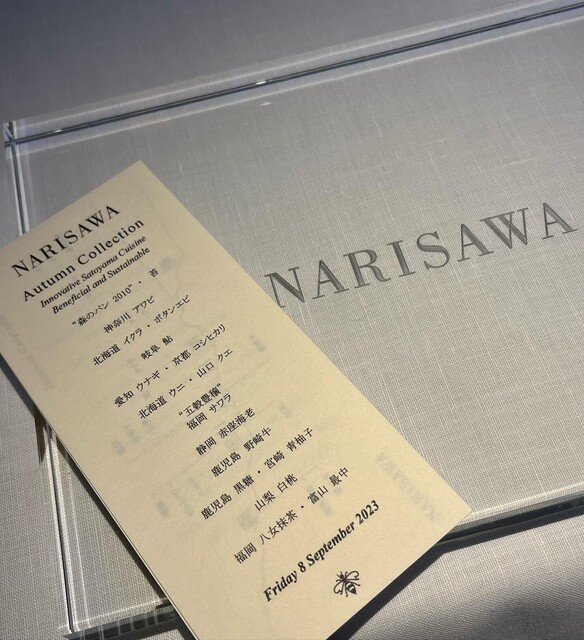 NARISAWA
NARISAWA
Autumn Collection
Innovative Satoyama Cuisine
Beneficial and Sustainable
“森のパン 2010”・ 苔
神奈川 アワビ
北海道 イクラ・ボタンエビ
岐阜 鮎
愛知 ウナギ・京都 コシヒカリ
北海道 ウニ・山口 クエ
“五穀豊穣”
福岡 サワラ
静岡 赤座海老
鹿児島 野崎牛
鹿児島 黒糖・宮崎 青柚子
山梨 白桃
福岡 八女抹茶・富山 最中
Friday 8 September 2023